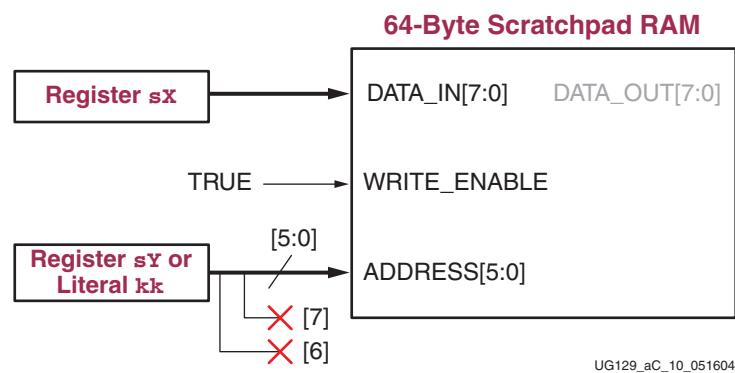 64-Byte Scratchpad RAM
Register sX
DATA_IN[7:0] DATA_OUT[7:0]
TRUE
WRITE_ENABLE
[5:0]
Register sY or
Literal kk
ADDRESS[5:0]
[7]
[6]
UG129_aC_10_051604